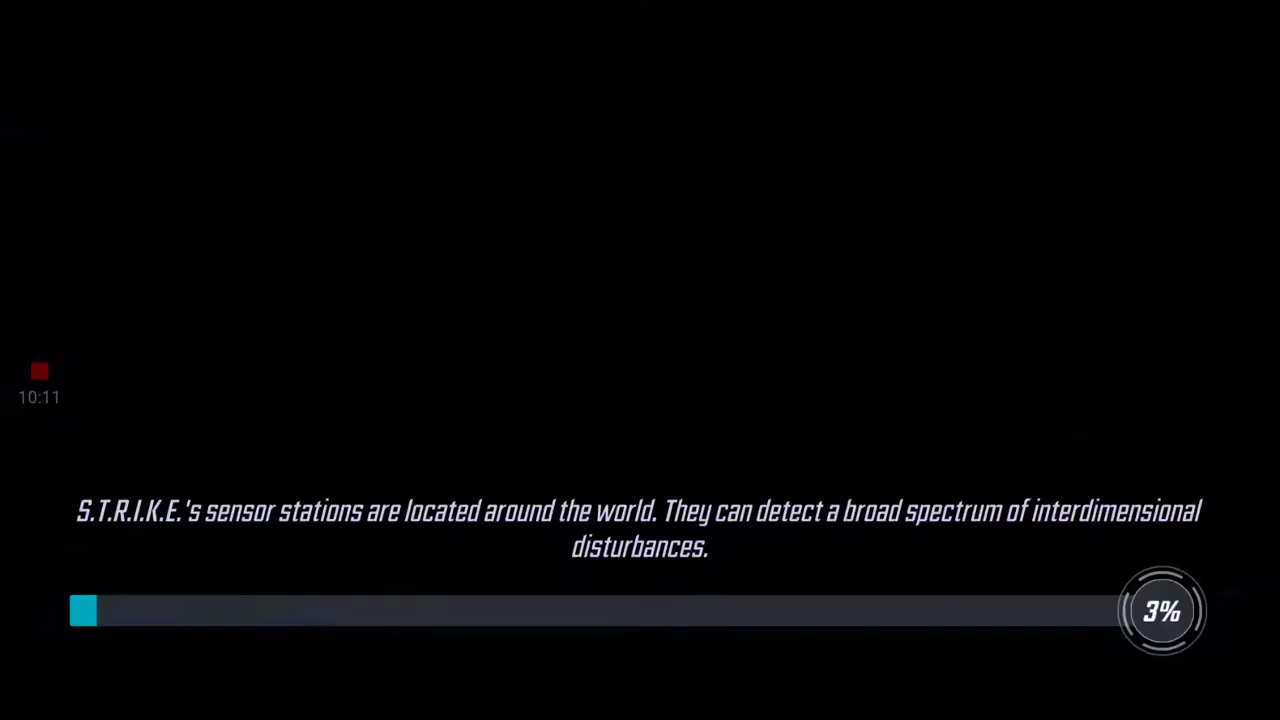 10:11
S.T.R.I.K.E.'s sensor stations are located around the world. They can detect a broad spectrum of interdimensional
disturbances.
3%